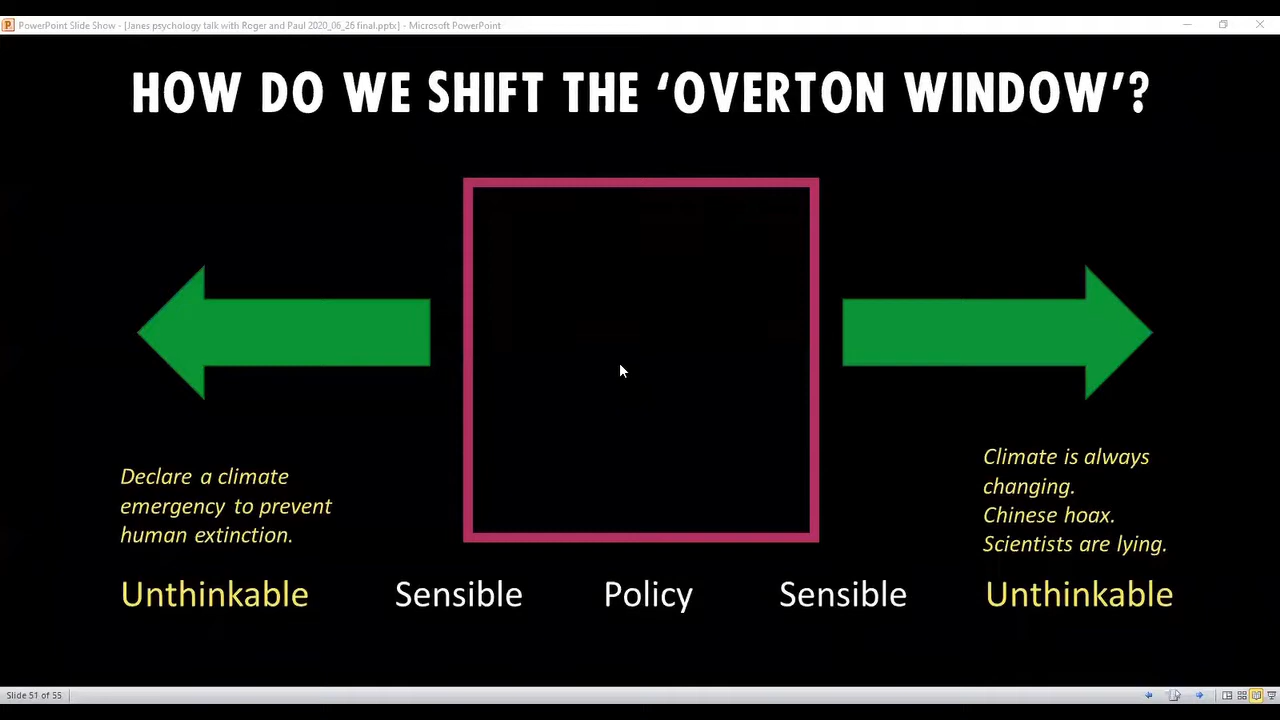 PowerPoint Slide Show - [Janes psychology talk with Roger and Paul 2020_06_26 final.pptx] - Microsoft PowerPoint
HOW DO WE SHIFT THE ‘OVERTON WINDOW’?
Declare a climate
emergency to prevent
human extinction.
Climate is always
changing.
Chinese hoax.
Scientists are lying.
Unthinkable Sensible Policy Sensible Unthinkable
Slide 51 of 55